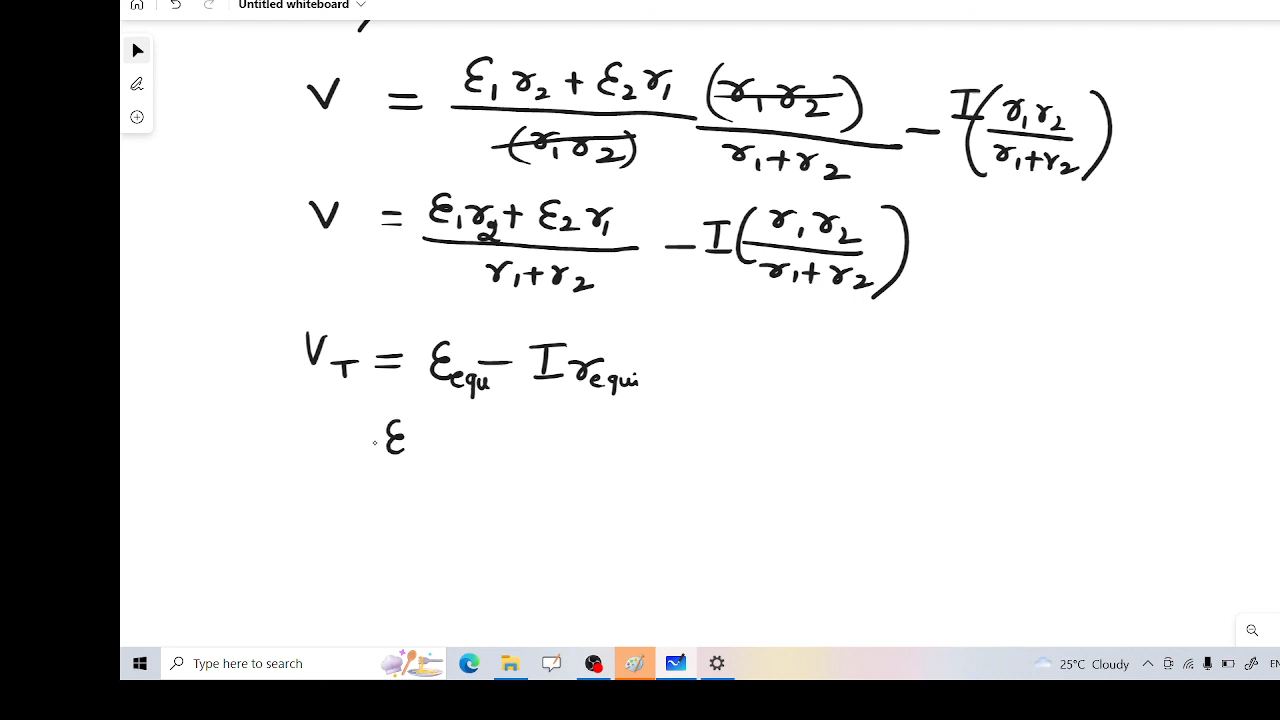 Untitled whiteboard
V = ε₁r₂ + ε₂r₁ / (r₁r₂) (r₁r₂) / r₁+r₂ − I(r₁r₂ / r₁+r₂)
V = ε₁r₂ + ε₂r₁ / r₁+r₂ − I(r₁r₂ / r₁+r₂)
V_T = ε_equ − I r_equi
ε
Type here to search
25°C Cloudy